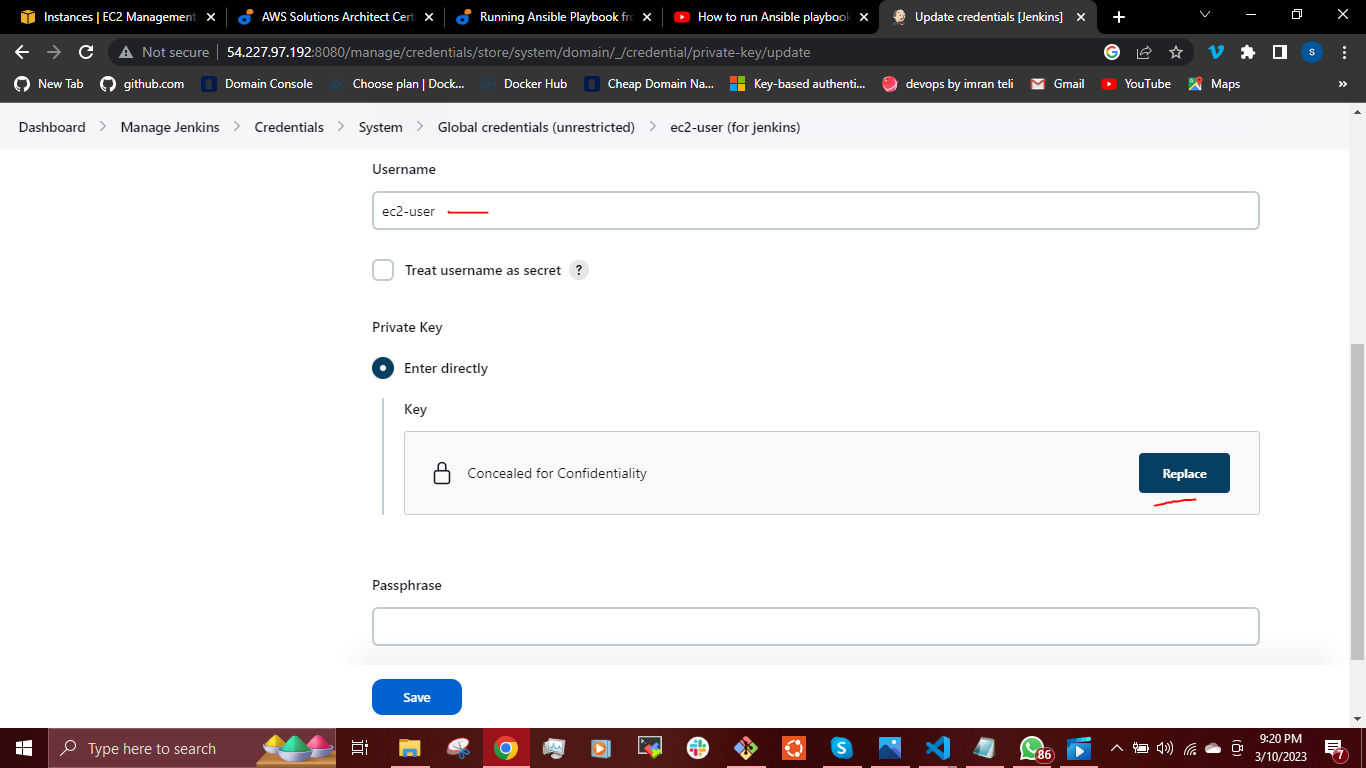 Instances | EC2 Management
AWS Solutions Architect Cert
Running Ansible Playbook fr
How to run Ansible playbook
Update credentials [Jenkins]
Not secure
54.227.97.192:8080/manage/credentials/store/system/domain/_/credential/private-key/update
s
New Tab
github.com
Domain Console
Choose plan | Dock...
Docker Hub
Cheap Domain Na...
Key-based authenti...
devops by imran teli
Gmail
YouTube
Maps
»
Dashboard > Manage Jenkins > Credentials > System > Global credentials (unrestricted) > ec2-user (for jenkins)
Username
ec2-user
Treat username as secret ?
Private Key
Enter directly
Key
Concealed for Confidentiality
Replace
Passphrase
Save
Type here to search
86
9:20 PM
3/10/2023
7